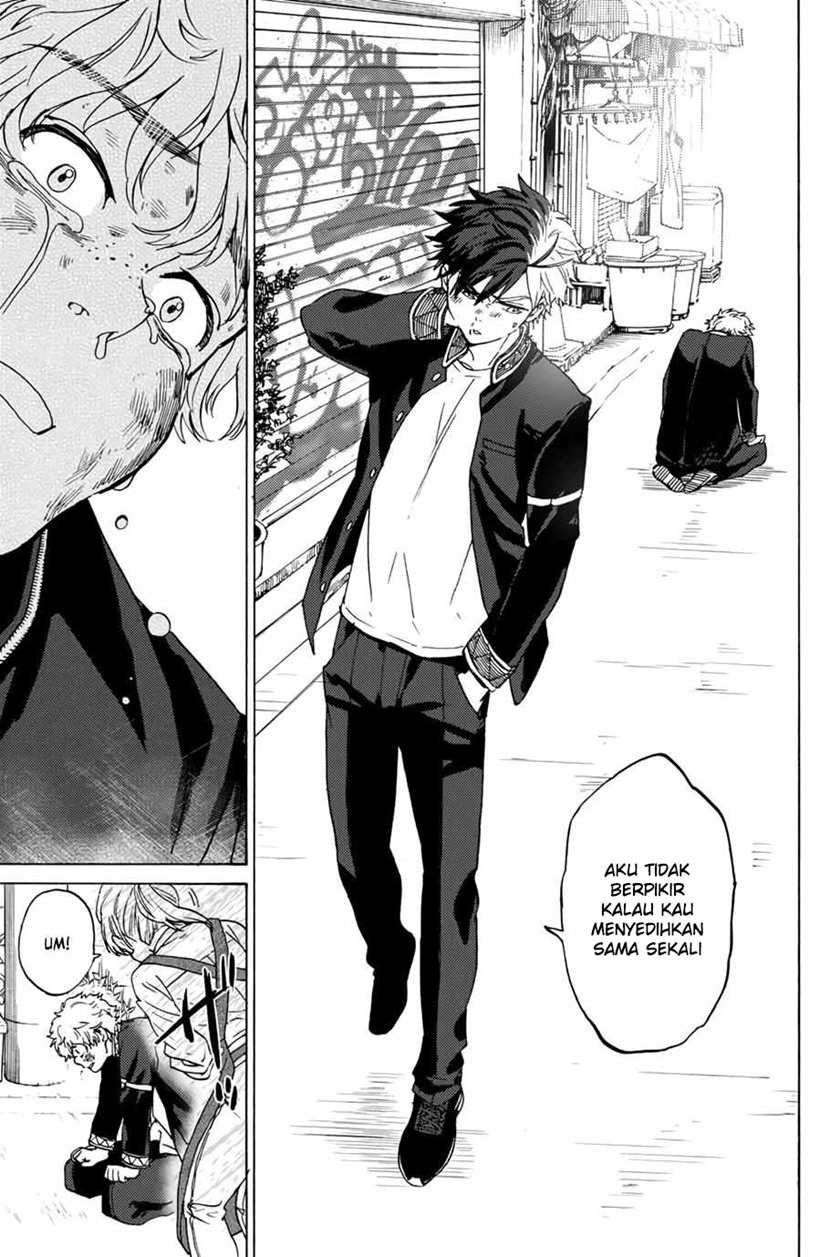 AKU TIDAK
BERPIKIR
KALAU KAU
MENYEDIHKAN
SAMA SEKALI
UM!